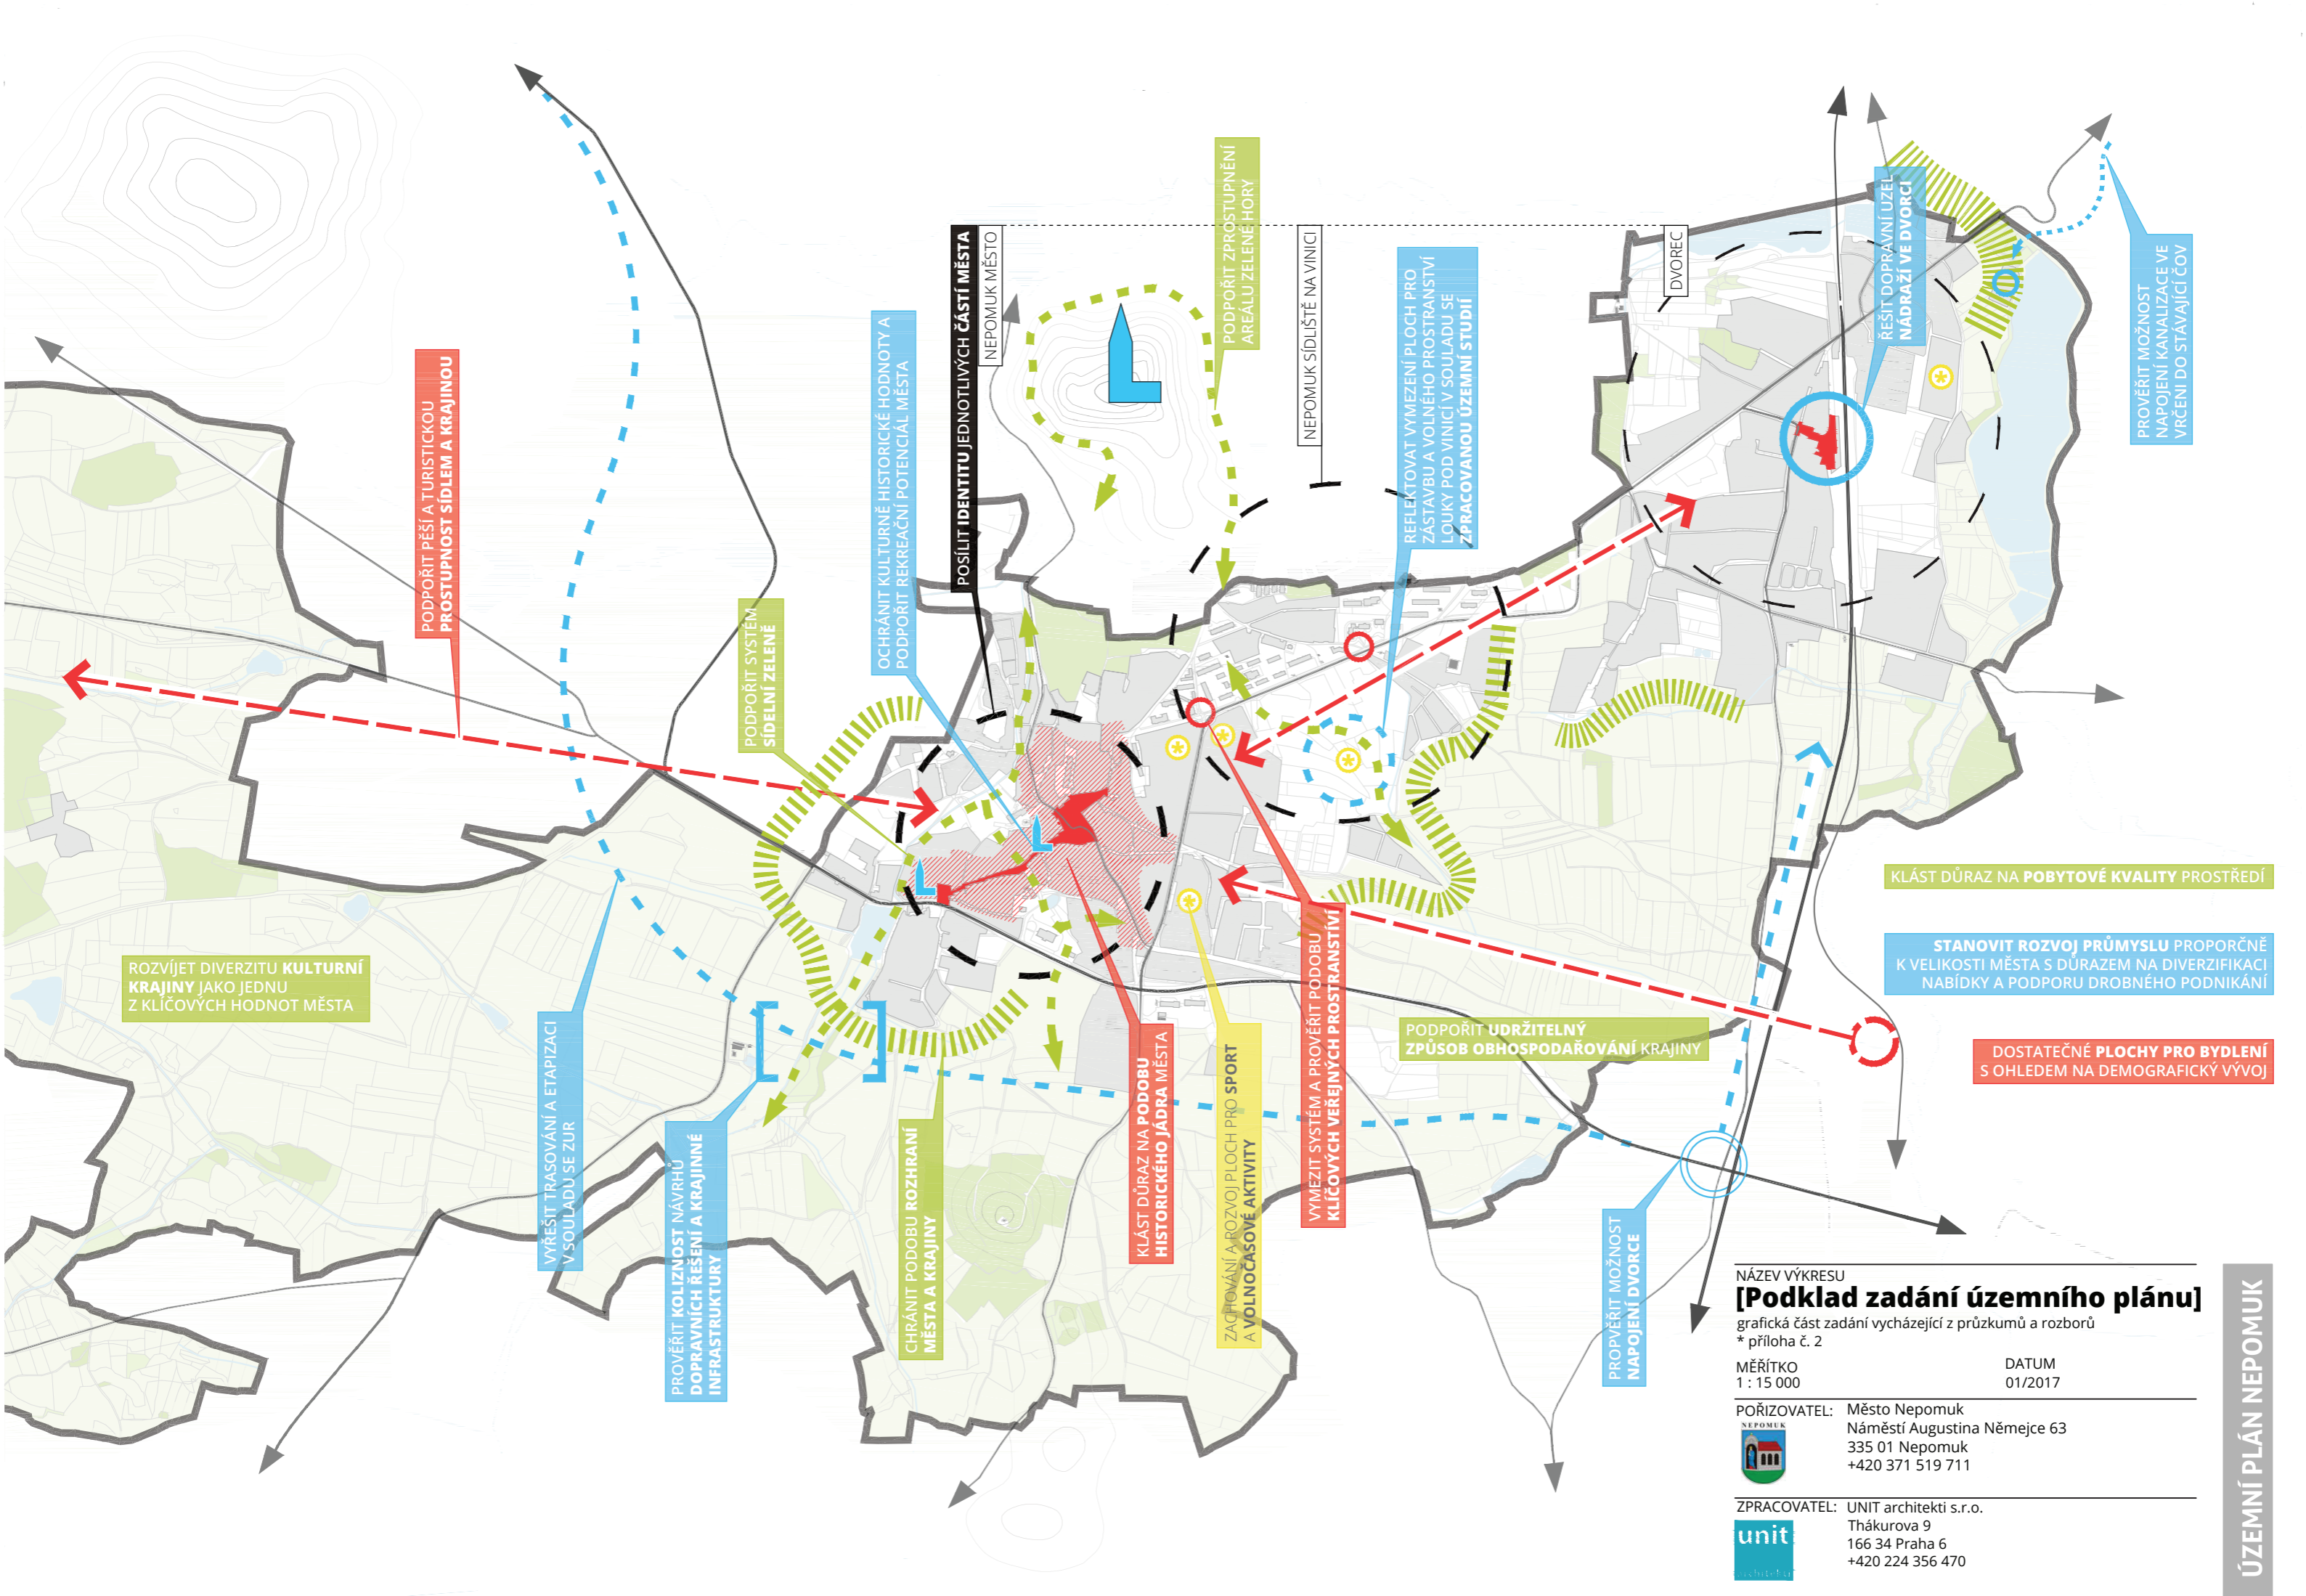 PODPOŘIT PĚŠÍ A TURISTICKOU
PROSTUPNOST SÍDLEM A KRAJINOU
PODPOŘIT SYSTÉM
SÍDELNÍ ZELENĚ
OCHRÁNIT KULTURNĚ HISTORICKÉ HODNOTY A
PODPOŘIT REKREAČNÍ POTENCIÁL MĚSTA
POSÍLIT IDENTITU JEDNOTLIVÝCH ČÁSTÍ MĚSTA
NEPOMUK MĚSTO
PODPOŘIT ZPROSTUPNĚNÍ
AREÁLU ZELENÉ HORY
NEPOMUK SÍDLIŠTĚ NA VINICI
REFLEKTOVAT VYMEZENÍ PLOCH PRO
ZÁSTAVBU A VOLNÉHO PROSTRANSTVÍ
LOUKY POD VINICÍ V SOULADU SE
ZPRACOVANOU ÚZEMNÍ STUDIÍ
DVOREC
ŘEŠIT DOPRAVNÍ UZEL
NÁDRAŽÍ VE DVORCI
PROVĚŘIT MOŽNOST
NAPOJENÍ KANALIZACE VE
VRČENI DO STÁVAJÍCÍ ČOV
ROZVÍJET DIVERZITU KULTURNÍ
KRAJINY JAKO JEDNU
Z KLÍČOVÝCH HODNOT MĚSTA
VYŘEŠIT TRASOVÁNÍ A ETAPIZACI
V SOULADU SE ZÚR
PROVĚŘIT KOLIZNOST NÁVRHŮ
DOPRAVNÍCH ŘEŠENÍ A KRAJINNÉ
INFRASTRUKTURY
CHRÁNIT PODOBU ROZHRANÍ
MĚSTA A KRAJINY
KLÁST DŮRAZ NA PODOBU
HISTORICKÉHO JÁDRA MĚSTA
ZACHOVÁNÍ A ROZVOJ PLOCH PRO SPORT
A VOLNOČASOVÉ AKTIVITY
VYMEZIT SYSTÉM A PROVĚŘIT PODOBU
KLÍČOVÝCH VEŘEJNÝCH PROSTRANSTVÍ
PODPOŘIT UDRŽITELNÝ
ZPŮSOB OBHOSPODAŘOVÁNÍ KRAJINY
PROPVĚŘIT MOŽNOST
NAPOJENÍ DVORCE
KLÁST DŮRAZ NA POBYTOVÉ KVALITY PROSTŘEDÍ
STANOVIT ROZVOJ PRŮMYSLU PROPORČNĚ
K VELIKOSTI MĚSTA S DŮRAZEM NA DIVERZIFIKACI
NABÍDKY A PODPORU DROBNÉHO PODNIKÁNÍ
DOSTATEČNÉ PLOCHY PRO BYDLENÍ
S OHLEDEM NA DEMOGRAFICKÝ VÝVOJ
NÁZEV VÝKRESU
[Podklad zadání územního plánu]
grafická část zadání vycházející z průzkumů a rozborů
* příloha č. 2
MĚŘÍTKO
1 : 15 000
DATUM
01/2017
POŘIZOVATEL:
NEPOMUK
Město Nepomuk
Náměstí Augustina Němejce 63
335 01 Nepomuk
+420 371 519 711
ZPRACOVATEL:
unit
architekti
UNIT architekti s.r.o.
Thákurova 9
166 34 Praha 6
+420 224 356 470
ÚZEMNÍ PLÁN NEPOMUK